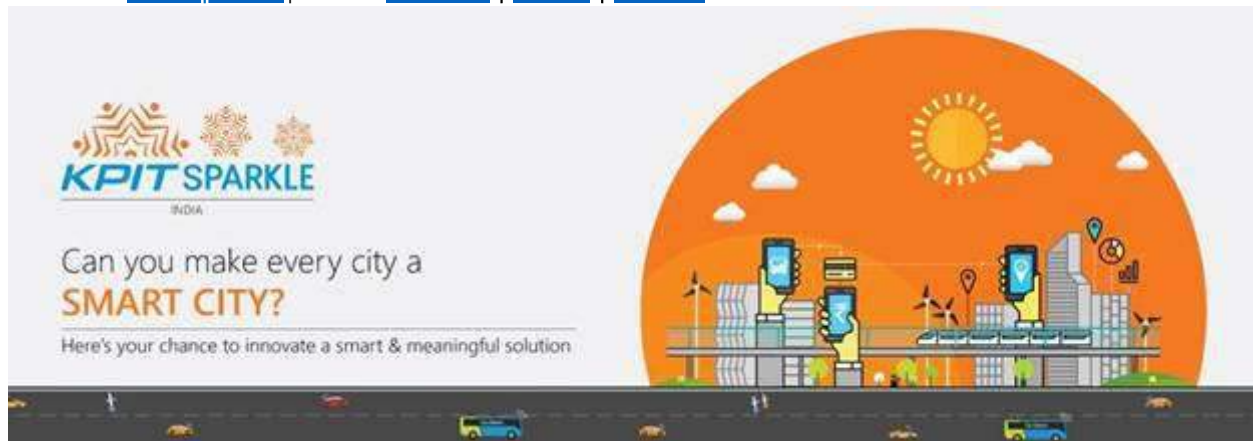 KPIT SPARKLE
INDIA
Can you make every city a
SMART CITY?
Here's your chance to innovate a smart & meaningful solution